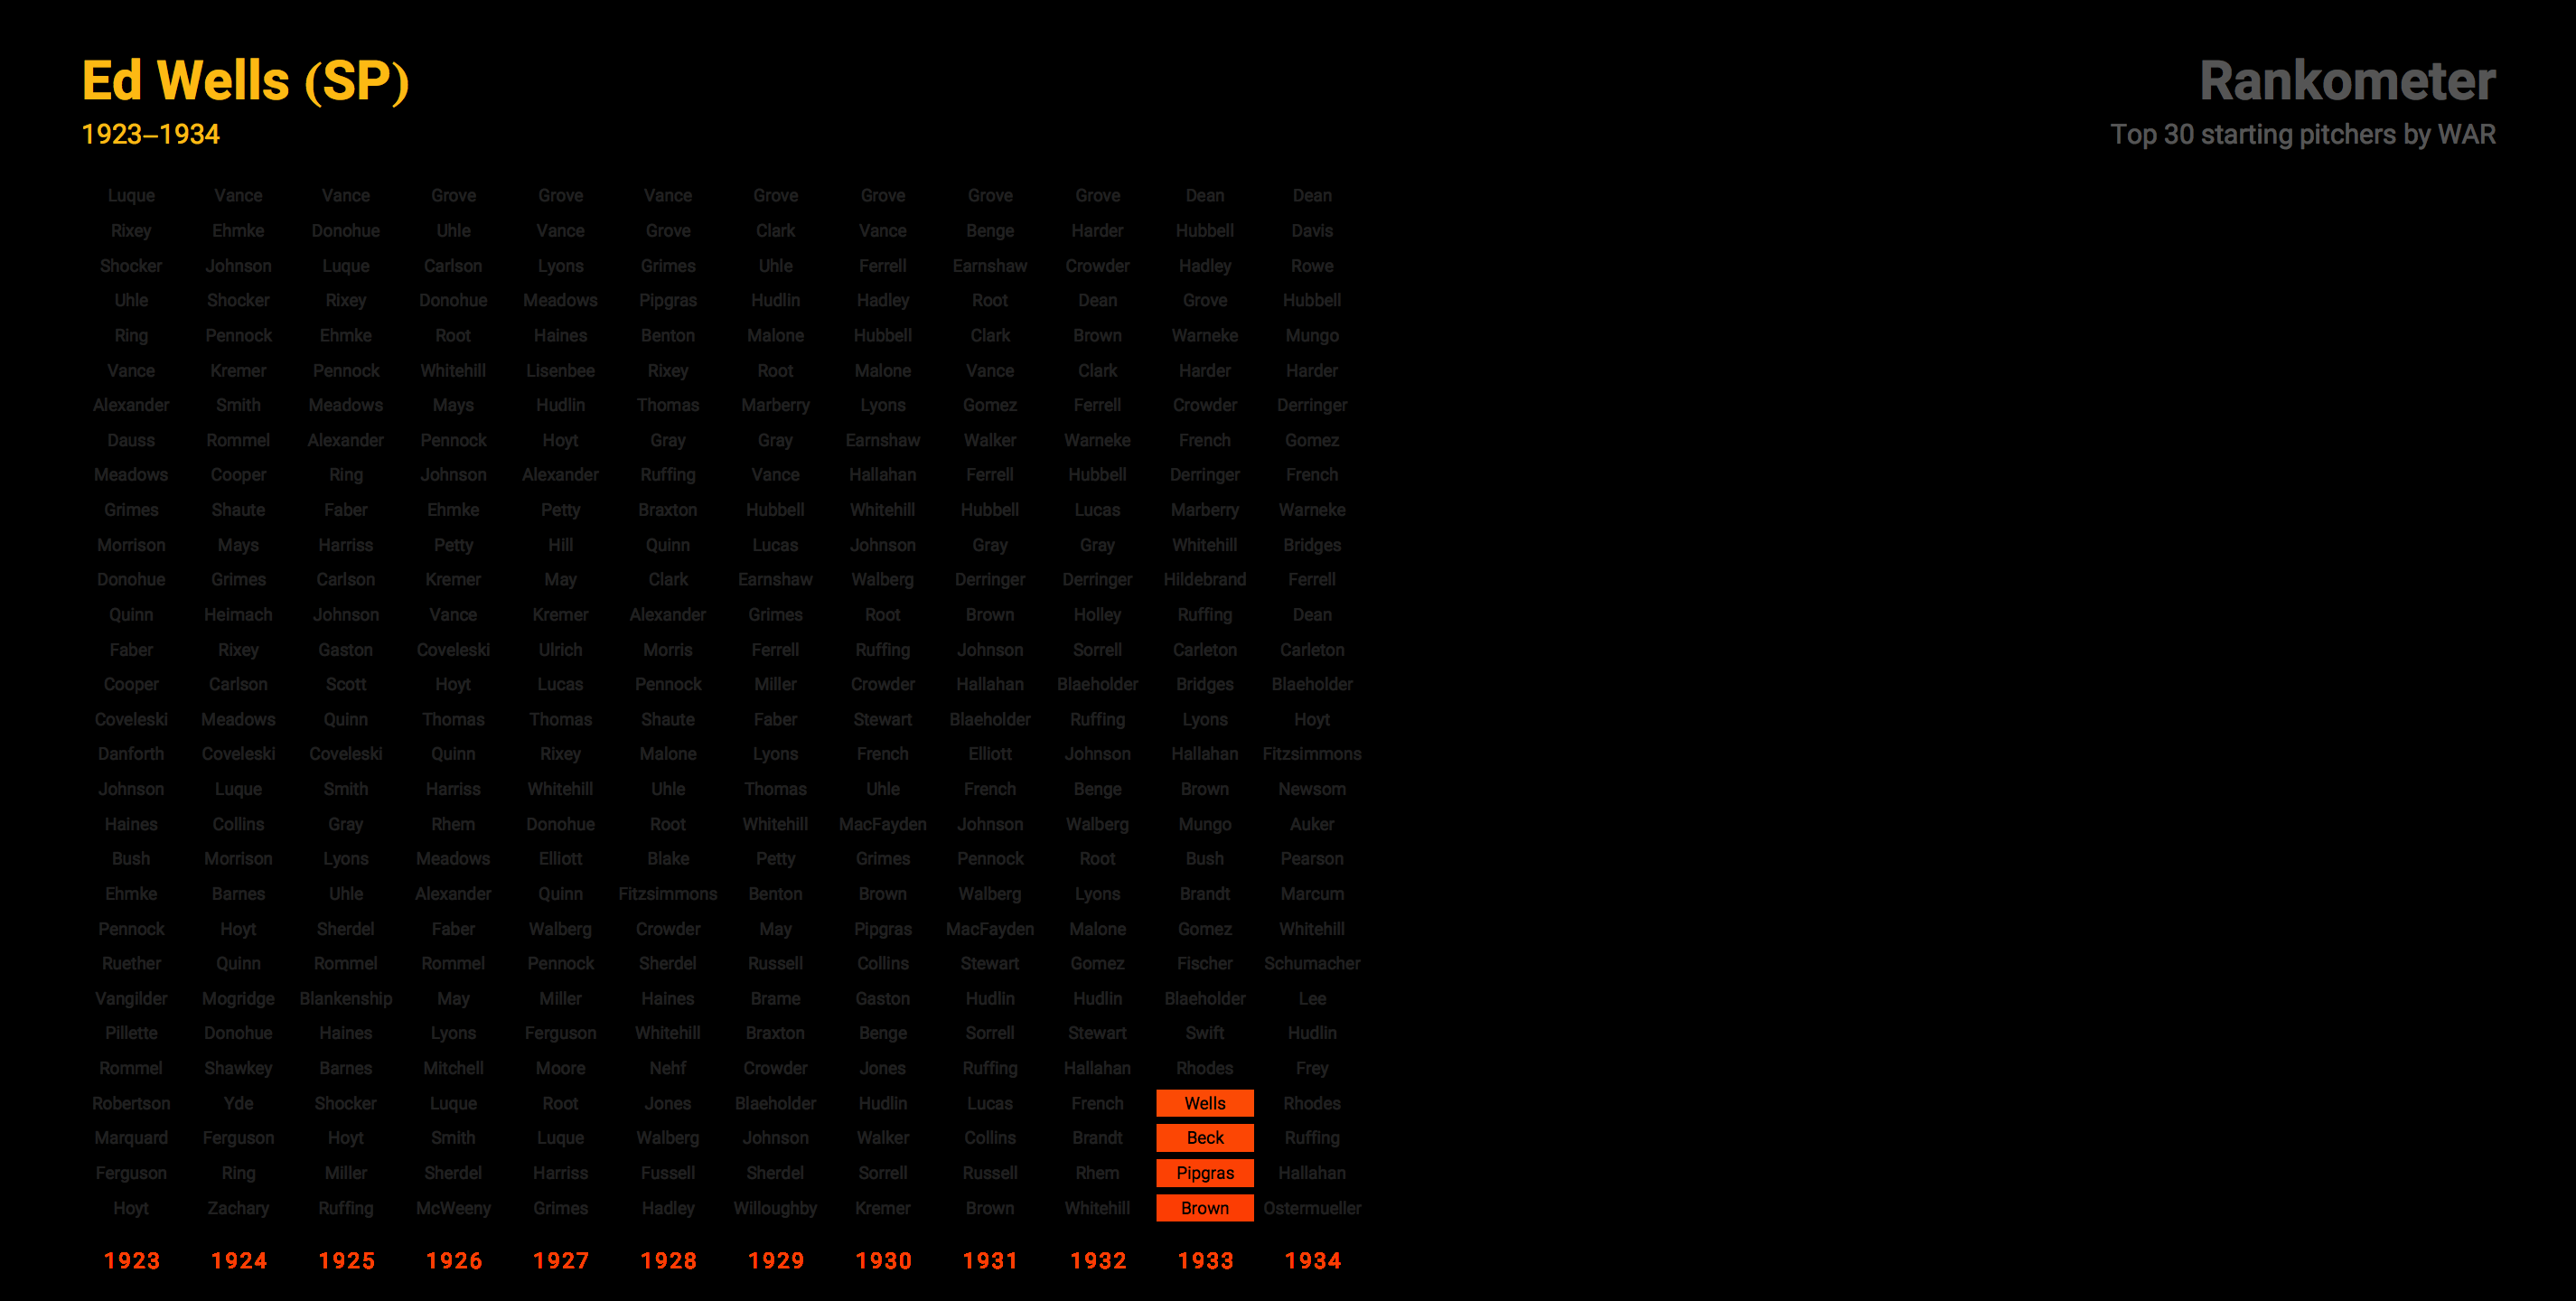 Ed Wells (SP)
1923–1934
Rankometer
Top 30 starting pitchers by WAR
Luque Vance Vance Grove Grove Vance Grove Grove Grove Grove Dean Dean
Rixey Ehmke Donohue Uhle Vance Grove Clark Vance Benge Harder Hubbell Davis
Shocker Johnson Luque Carlson Lyons Grimes Uhle Ferrell Earnshaw Crowder Hadley Rowe
Uhle Shocker Rixey Donohue Meadows Pipgras Hudlin Hadley Root Dean Grove Hubbell
Ring Pennock Ehmke Root Haines Benton Malone Hubbell Clark Brown Warneke Mungo
Vance Kremer Pennock Whitehill Lisenbee Rixey Root Malone Vance Clark Harder Harder
Alexander Smith Meadows Mays Hudlin Thomas Marberry Lyons Gomez Ferrell Crowder Derringer
Dauss Rommel Alexander Pennock Hoyt Gray Gray Earnshaw Walker Warneke French Gomez
Meadows Cooper Ring Johnson Alexander Ruffing Vance Hallahan Ferrell Hubbell Derringer French
Grimes Shaute Faber Ehmke Petty Braxton Hubbell Whitehill Hubbell Lucas Marberry Warneke
Morrison Mays Harriss Petty Hill Quinn Lucas Johnson Gray Gray Whitehill Bridges
Donohue Grimes Carlson Kremer May Clark Earnshaw Walberg Derringer Derringer Hildebrand Ferrell
Quinn Heimach Johnson Vance Kremer Alexander Grimes Root Brown Holley Ruffing Dean
Faber Rixey Gaston Coveleski Ulrich Morris Ferrell Ruffing Johnson Sorrell Carleton Carleton
Cooper Carlson Scott Hoyt Lucas Pennock Miller Crowder Hallahan Blaeholder Bridges Blaeholder
Coveleski Meadows Quinn Thomas Thomas Shaute Faber Stewart Blaeholder Ruffing Lyons Hoyt
Danforth Coveleski Coveleski Quinn Rixey Malone Lyons French Elliott Johnson Hallahan Fitzsimmons
Johnson Luque Smith Harriss Whitehill Uhle Thomas Uhle French Benge Brown Newsom
Haines Collins Gray Rhem Donohue Root Whitehill MacFayden Johnson Walberg Mungo Auker
Bush Morrison Lyons Meadows Elliott Blake Petty Grimes Pennock Root Bush Pearson
Ehmke Barnes Uhle Alexander Quinn Fitzsimmons Benton Brown Walberg Lyons Brandt Marcum
Pennock Hoyt Sherdel Faber Walberg Crowder May Pipgras MacFayden Malone Gomez Whitehill
Ruether Quinn Rommel Rommel Pennock Sherdel Russell Collins Stewart Gomez Fischer Schumacher
Vangilder Mogridge Blankenship May Miller Haines Brame Gaston Hudlin Hudlin Blaeholder Lee
Pillette Donohue Haines Lyons Ferguson Whitehill Braxton Benge Sorrell Stewart Swift Hudlin
Rommel Shawkey Barnes Mitchell Moore Nehf Crowder Jones Ruffing Hallahan Rhodes Frey
Robertson Yde Shocker Luque Root Jones Blaeholder Hudlin Lucas French Wells Rhodes
Marquard Ferguson Hoyt Smith Luque Walberg Johnson Walker Collins Brandt Beck Ruffing
Ferguson Ring Miller Sherdel Harriss Fussell Sherdel Sorrell Russell Rhem Pipgras Hallahan
Hoyt Zachary Ruffing McWeeny Grimes Hadley Willoughby Kremer Brown Whitehill Brown Ostermueller
1923 1924 1925 1926 1927 1928 1929 1930 1931 1932 1933 1934